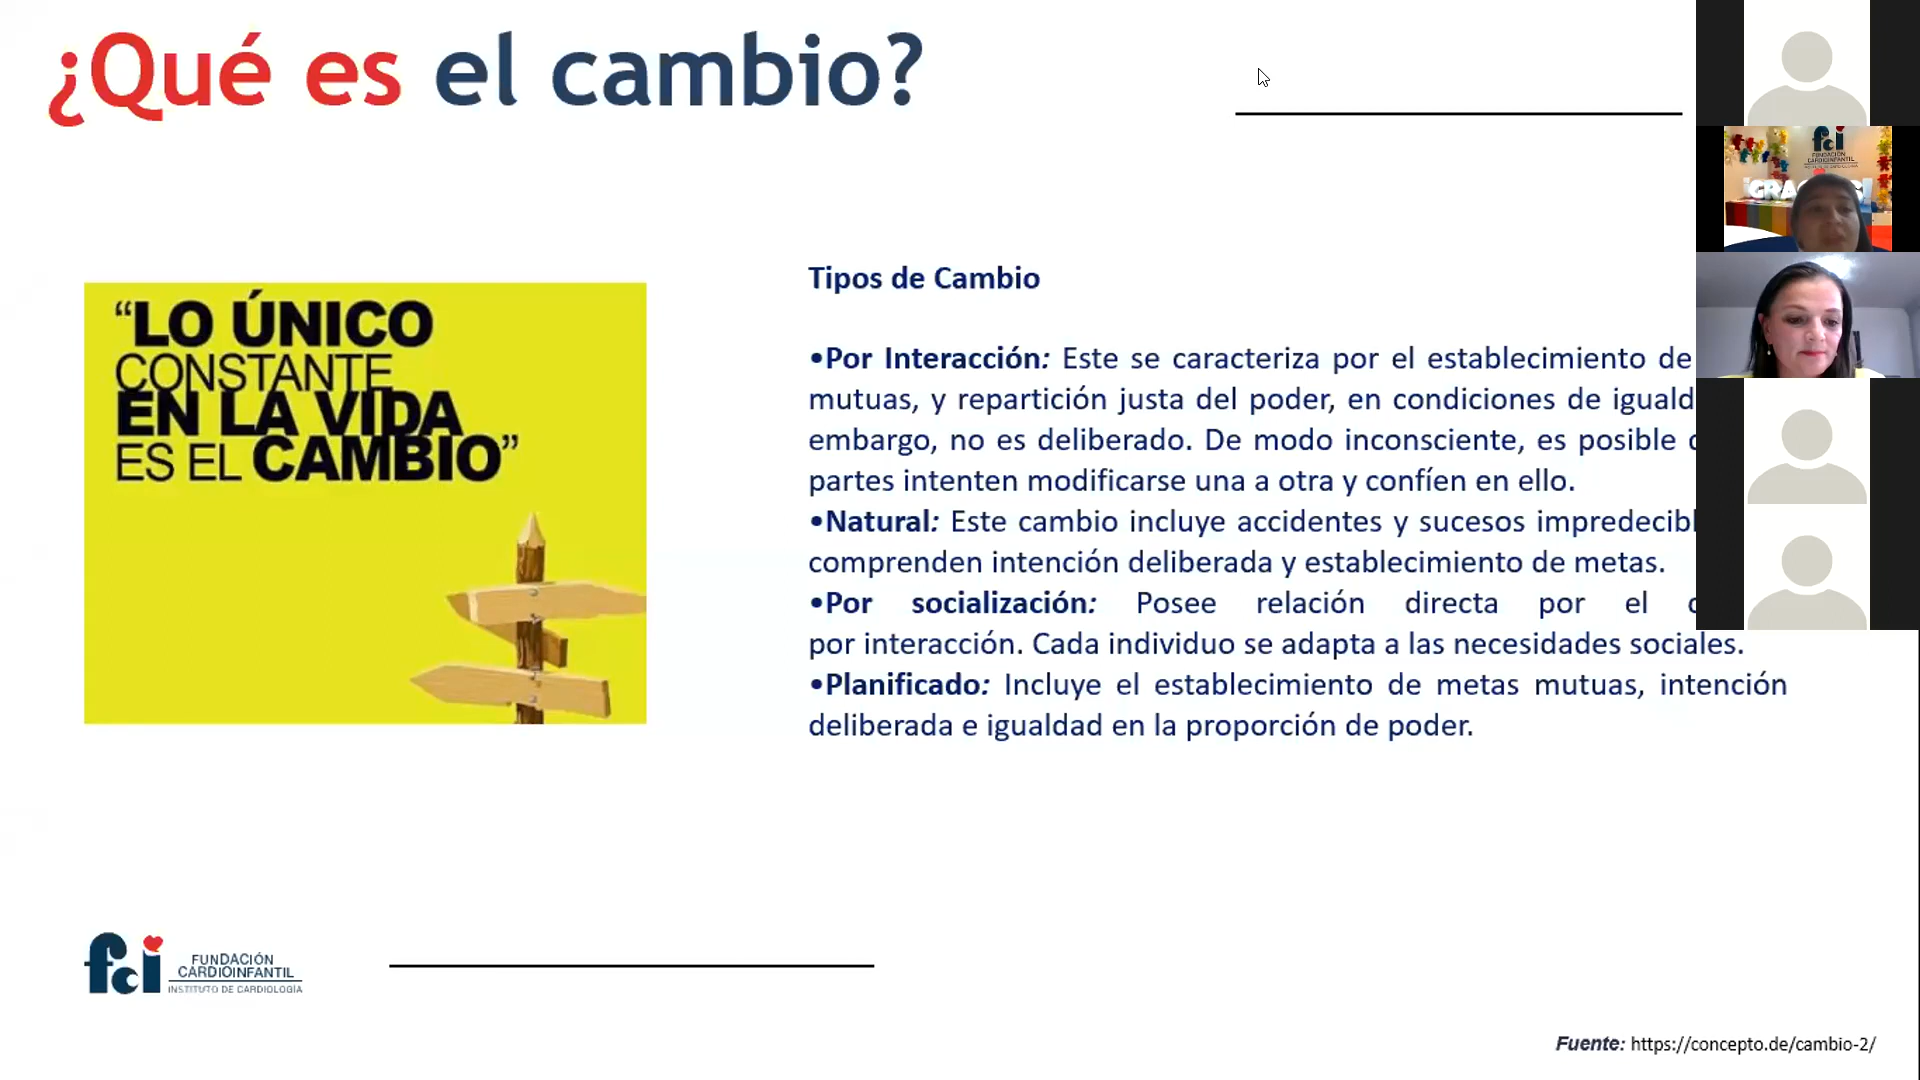 ¿Qué es el cambio?
“LO ÚNICO
CONSTANTE
EN LA VIDA
ES EL CAMBIO”
Tipos de Cambio
•Por Interacción: Este se caracteriza por el establecimiento de
mutuas, y repartición justa del poder, en condiciones de
embargo, no es deliberado. De modo inconsciente, es posible
partes intenten modificarse una a otra y confíen en ello.
•Natural: Este cambio incluye accidentes y sucesos
comprenden intención deliberada y establecimiento de metas.
•Por socialización: Posee relación directa por el
por interacción. Cada individuo se adapta a las necesidades sociales.
•Planificado: Incluye el establecimiento de metas mutuas, intención
deliberada e igualdad en la proporción de poder.
fci
FUNDACIÓN
CARDIOINFANTIL
INSTITUTO DE CARDIOLOGÍA
Fuente: https://concepto.de/cambio-2/
fci
FUNDACIÓN
CARDIOINFANTIL